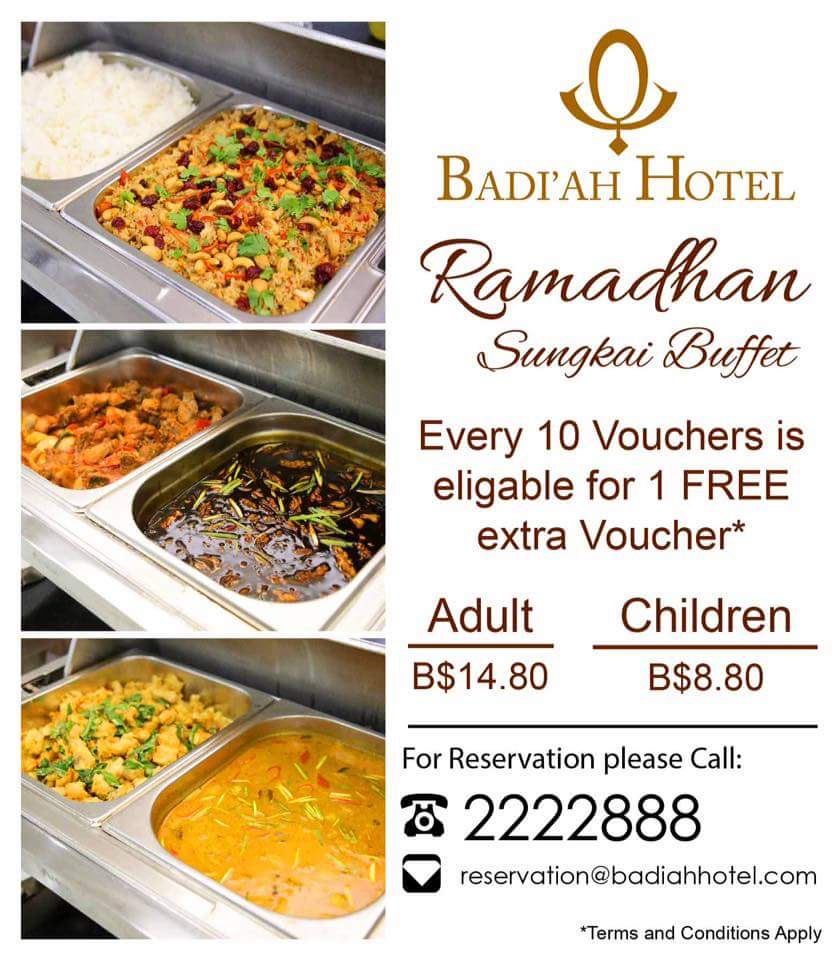 BADI'AH HOTEL
Ramadhan
Sungkai Buffet
Every 10 Vouchers is
eligable for 1 FREE
extra Voucher*
Adult
Children
B$14.80
B$8.80
For Reservation please Call:
2222888
reservation@badiahhotel.com
*Terms and Conditions Apply